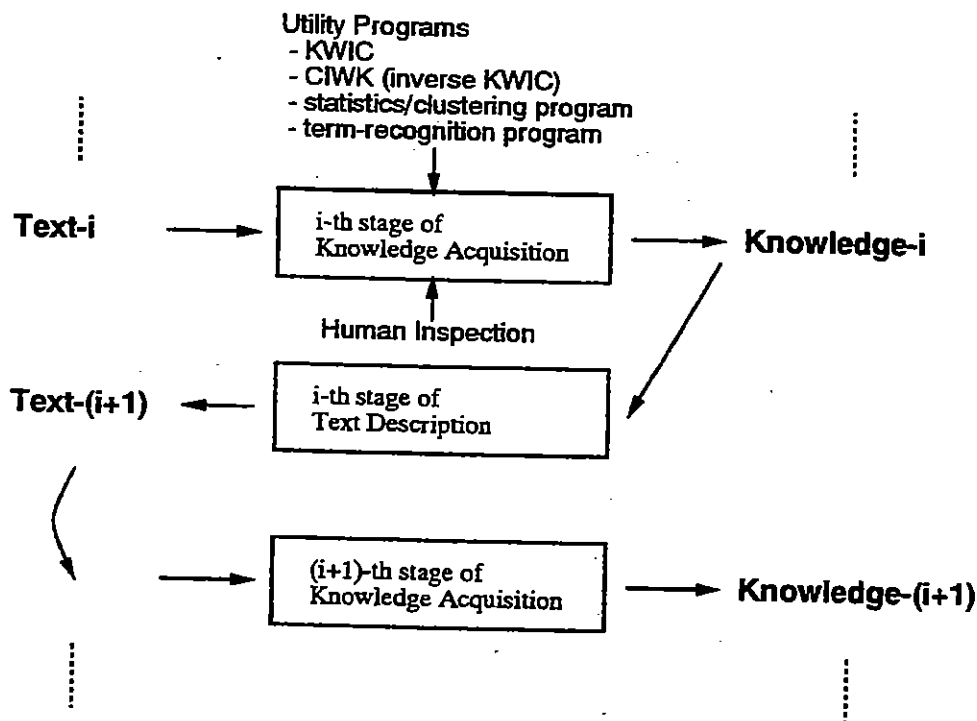 Utility Programs
- KWIC
- CIWK (inverse KWIC)
- statistics/clustering program
- term-recognition program
Text-i
i-th stage of
Knowledge Acquisition
Knowledge-i
Human Inspection
Text-(i+1)
i-th stage of
Text Description
(i+1)-th stage of
Knowledge Acquisition
Knowledge-(i+1)